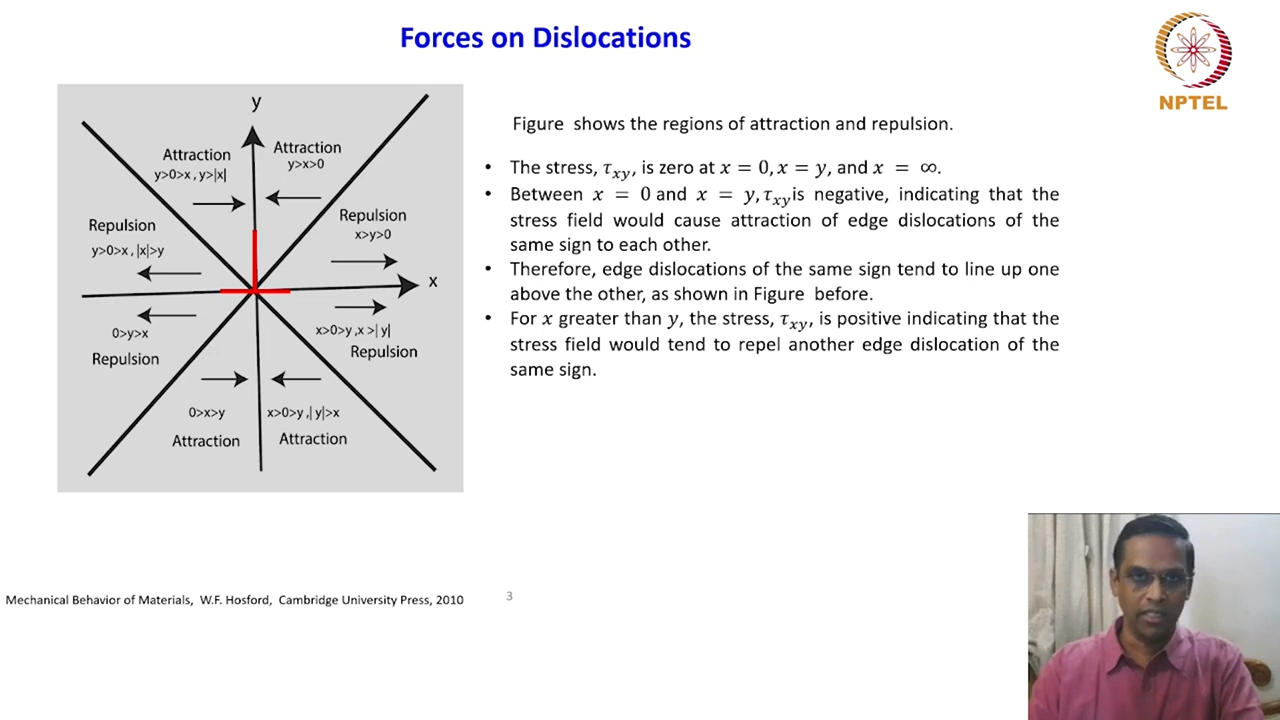 Forces on Dislocations
NPTEL
y
Attraction
y>0>x , y>|x|
Attraction
y>x>0
Repulsion
y>0>x , |x|>y
Repulsion
x>y>0
x
0>y>x
Repulsion
x>0>y ,x >| y|
Repulsion
0>x>y
Attraction
x>0>y ,| y|>x
Attraction
Figure shows the regions of attraction and repulsion.
• The stress, τxy, is zero at x = 0, x = y, and x = ∞.
• Between x = 0 and x = y, τxy is negative, indicating that the
stress field would cause attraction of edge dislocations of the
same sign to each other.
• Therefore, edge dislocations of the same sign tend to line up one
above the other, as shown in Figure before.
• For x greater than y, the stress, τxy, is positive indicating that the
stress field would tend to repel another edge dislocation of the
same sign.
Mechanical Behavior of Materials, W.F. Hosford, Cambridge University Press, 2010
3